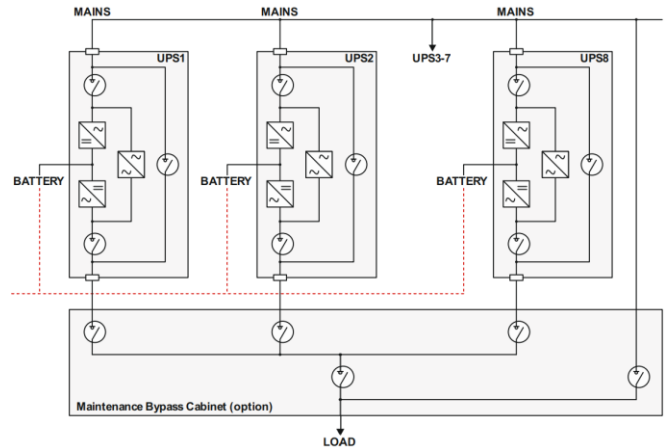 MAINS MAINS MAINS
UPS1 UPS2 UPS3-7 UPS8
BATTERY BATTERY BATTERY
Maintenance Bypass Cabinet (option)
LOAD